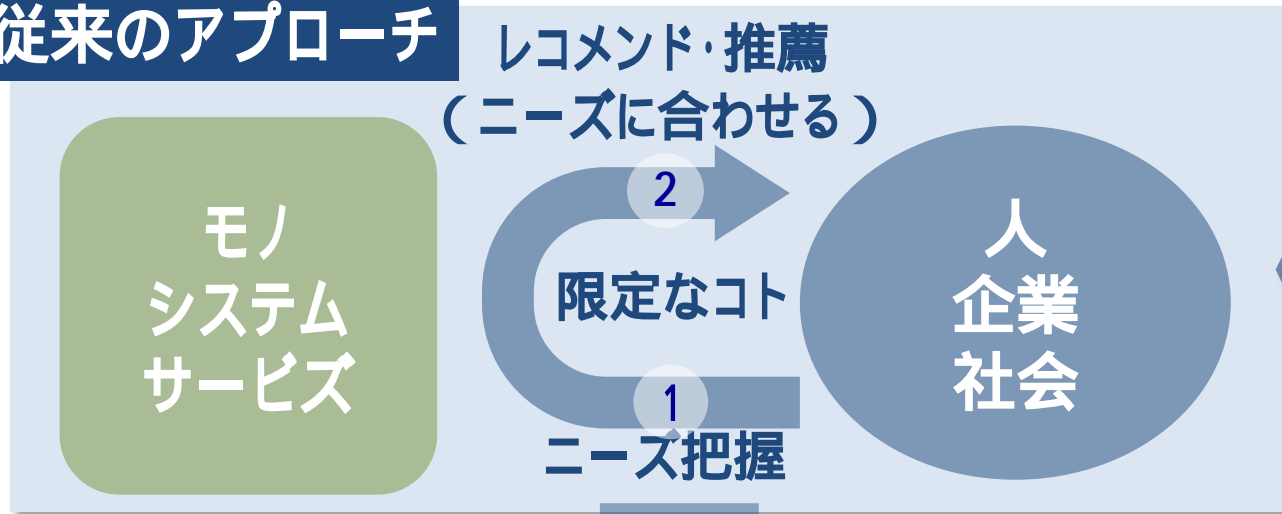 従来のアプローチ
レコメンド・推薦
（ニーズに合わせる）
モノ
システム
サービズ
2
限定なコト
1
ニーズ把握
人
企業
社会